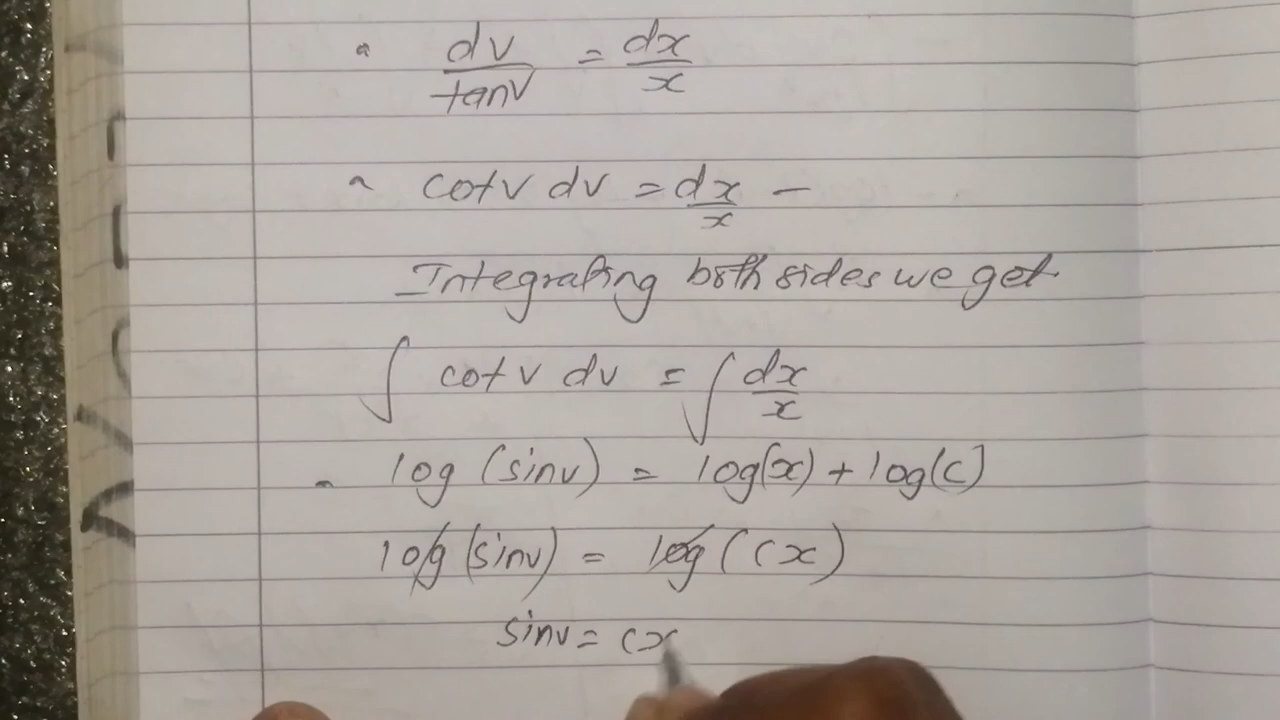 dv/tanv = dx/x
cotv dv = dx/x -
Integrating both sides we get
∫ cotv dv = ∫ dx/x
log (sinv) = log(x) + log(c)
log (sinv) = log (cx)
sinv = cx